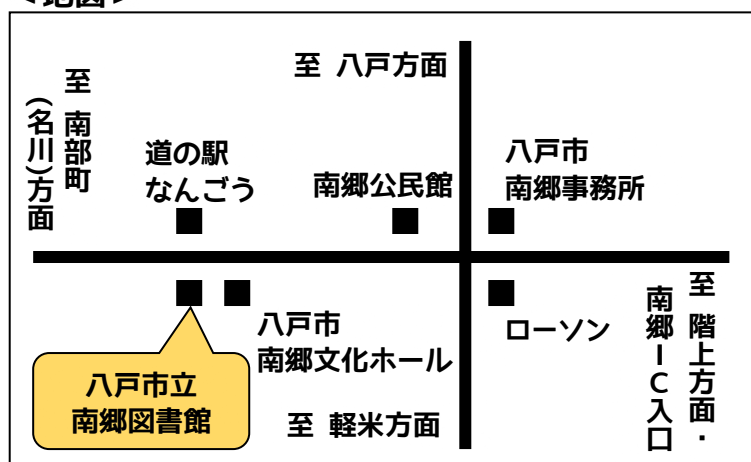 <地図>
至 八戸方面
至 南部町
(名川)方面
道の駅
なんごう
南郷公民館
八戸市
南郷事務所
八戸市
南郷文化ホール
ローソン
至 階上方面・
南郷IC入口
八戸市立
南郷図書館
至 軽米方面